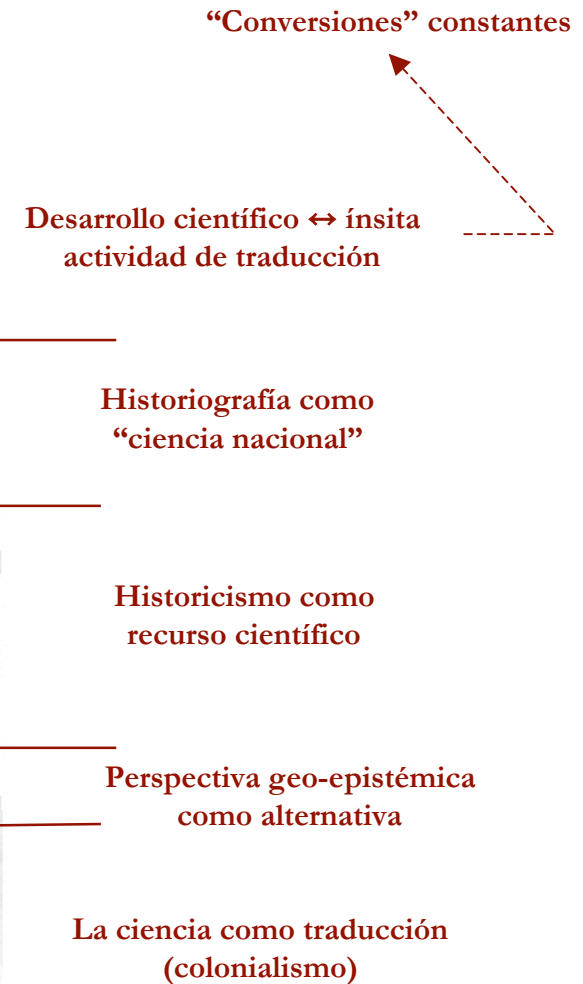 “Conversiones” constantes
Desarrollo científico ↔ ínsita
actividad de traducción
Historiografía como
“ciencia nacional”
Historicismo como
recurso científico
Perspectiva geo-epistémica
como alternativa
La ciencia como traducción
(colonialismo)